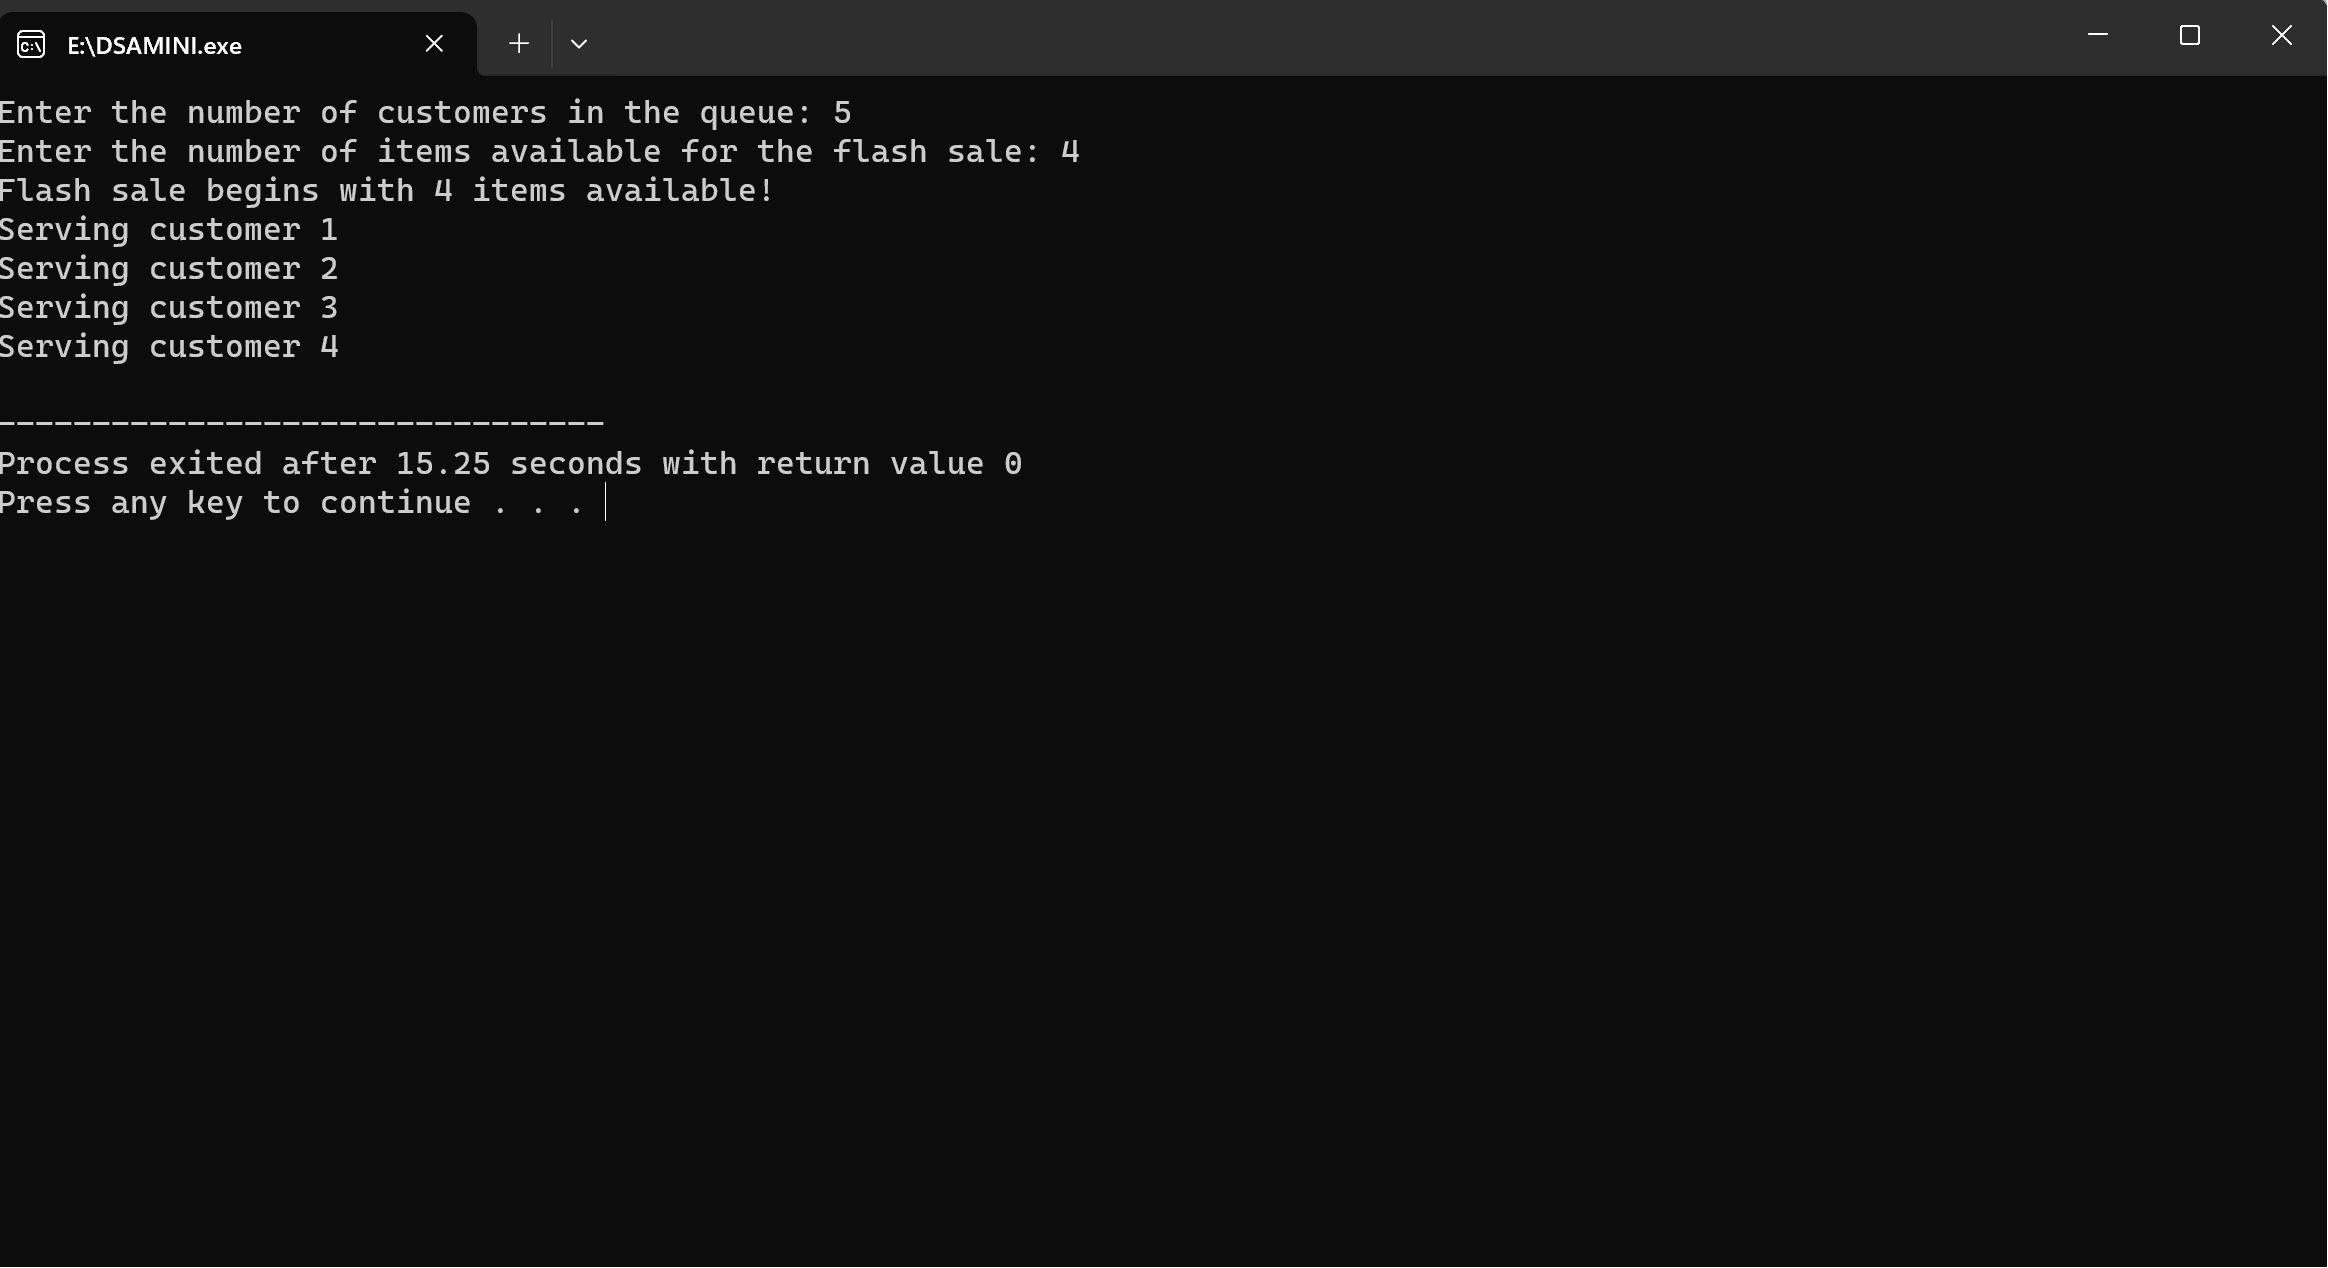 E:\DSAMINI.exe
Enter the number of customers in the queue: 5
Enter the number of items available for the flash sale: 4
Flash sale begins with 4 items available!
Serving customer 1
Serving customer 2
Serving customer 3
Serving customer 4
--------------------------------
Process exited after 15.25 seconds with return value 0
Press any key to continue . . .